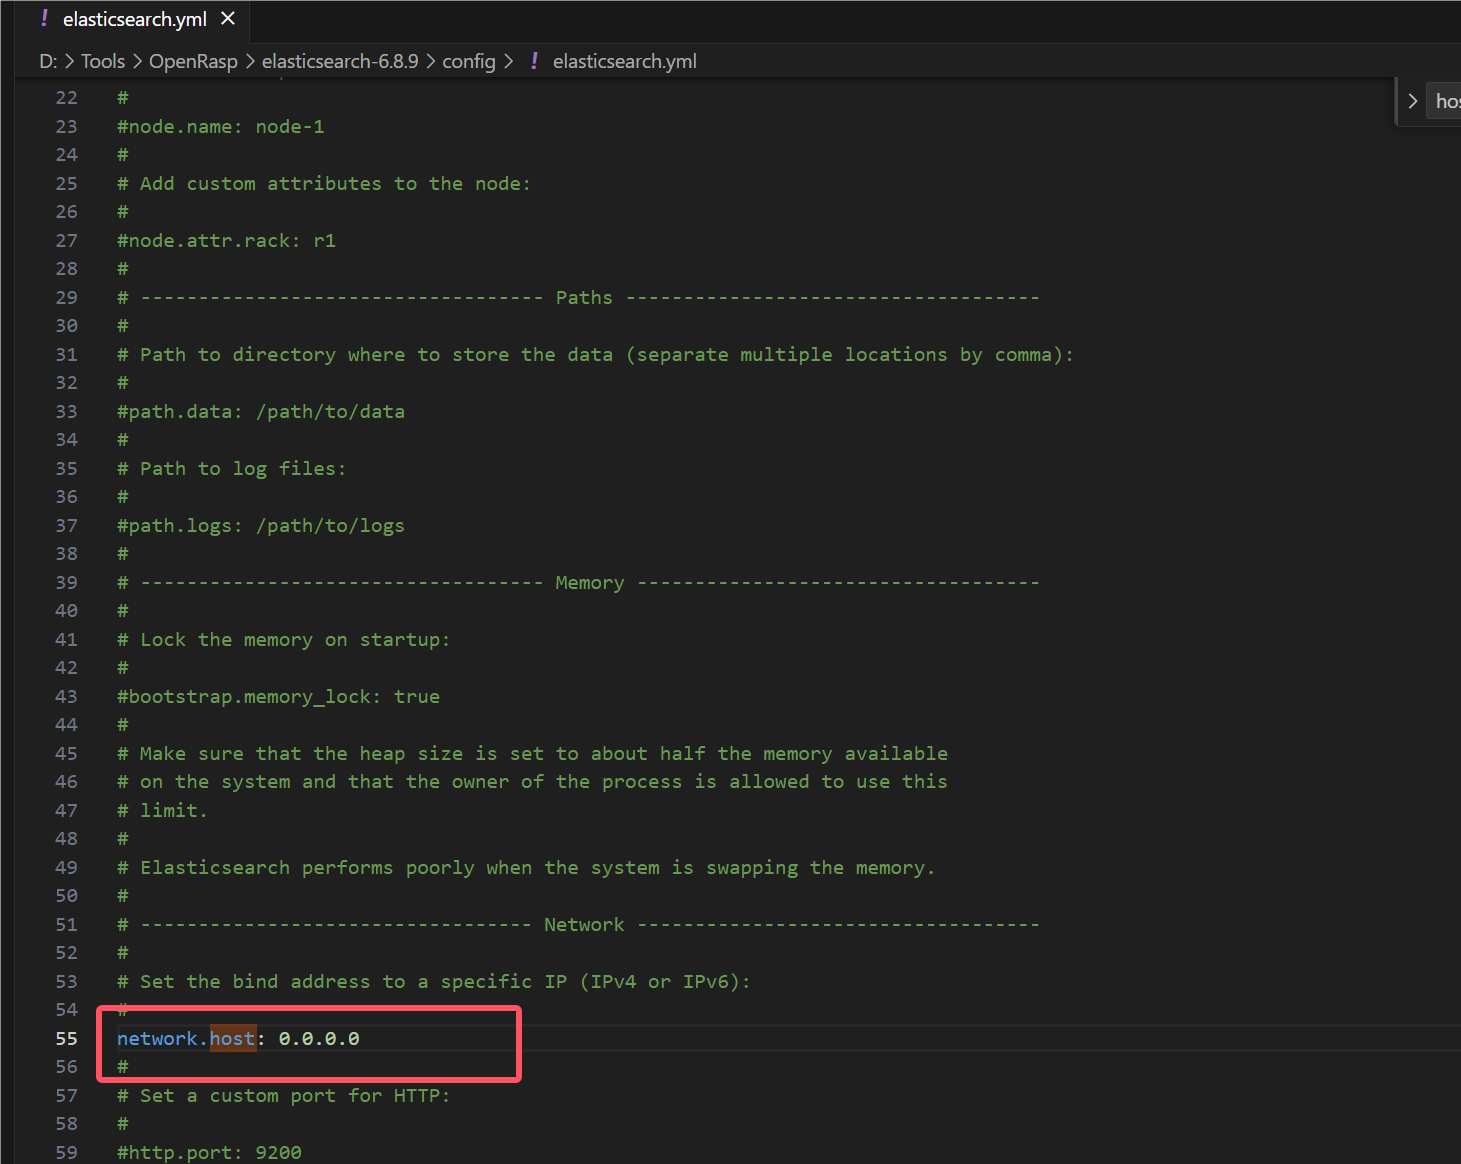 ! elasticsearch.yml ×
D: > Tools > OpenRasp > elasticsearch-6.8.9 > config > ! elasticsearch.yml
> hos
22 #
23 #node.name: node-1
24 #
25 # Add custom attributes to the node:
26 #
27 #node.attr.rack: r1
28 #
29 # ----------------------------------- Paths ------------------------------------
30 #
31 # Path to directory where to store the data (separate multiple locations by comma):
32 #
33 #path.data: /path/to/data
34 #
35 # Path to log files:
36 #
37 #path.logs: /path/to/logs
38 #
39 # ----------------------------------- Memory -----------------------------------
40 #
41 # Lock the memory on startup:
42 #
43 #bootstrap.memory_lock: true
44 #
45 # Make sure that the heap size is set to about half the memory available
46 # on the system and that the owner of the process is allowed to use this
47 # limit.
48 #
49 # Elasticsearch performs poorly when the system is swapping the memory.
50 #
51 # ---------------------------------- Network -----------------------------------
52 #
53 # Set the bind address to a specific IP (IPv4 or IPv6):
54 #
55 network.host: 0.0.0.0
56 #
57 # Set a custom port for HTTP:
58 #
59 #http.port: 9200